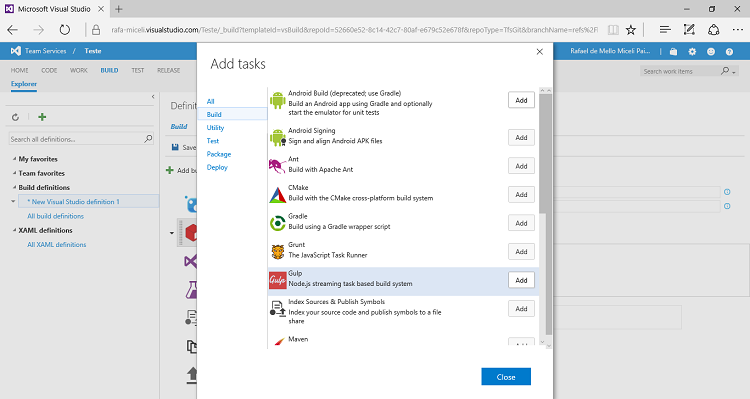 Microsoft Visual Studio
rafa-miceli.visualstudio.com/Teste/_build?templateId=vsBuild&repoId=52660e52-8c14-42c7-80af-e679c52e678f&repoType=TfsGit&branchName=refs%2F
Team Services / Teste
Rafael de Mello Miceli Pai...
HOME CODE WORK BUILD TEST RELEASE
Search work items
Explorer
Search all definitions...
My favorites
Team favorites
Build definitions
* New Visual Studio definition 1
All build definitions
XAML definitions
All XAML definitions
Build
Save
Add tasks
All
Build
Utility
Test
Package
Deploy
Android Build (deprecated; use Gradle)
Build an Android app using Gradle and optionally
start the emulator for unit tests
Add
Android Signing
Sign and align Android APK files
Add
Ant
Build with Apache Ant
Add
CMake
Build with the CMake cross-platform build system
Add
Gradle
Build using a Gradle wrapper script
Add
Grunt
The JavaScript Task Runner
Add
Gulp
Gulp
Node.js streaming task based build system
Add
Index Sources & Publish Symbols
Index your source code and publish symbols to a file
share
Add
Maven
Close